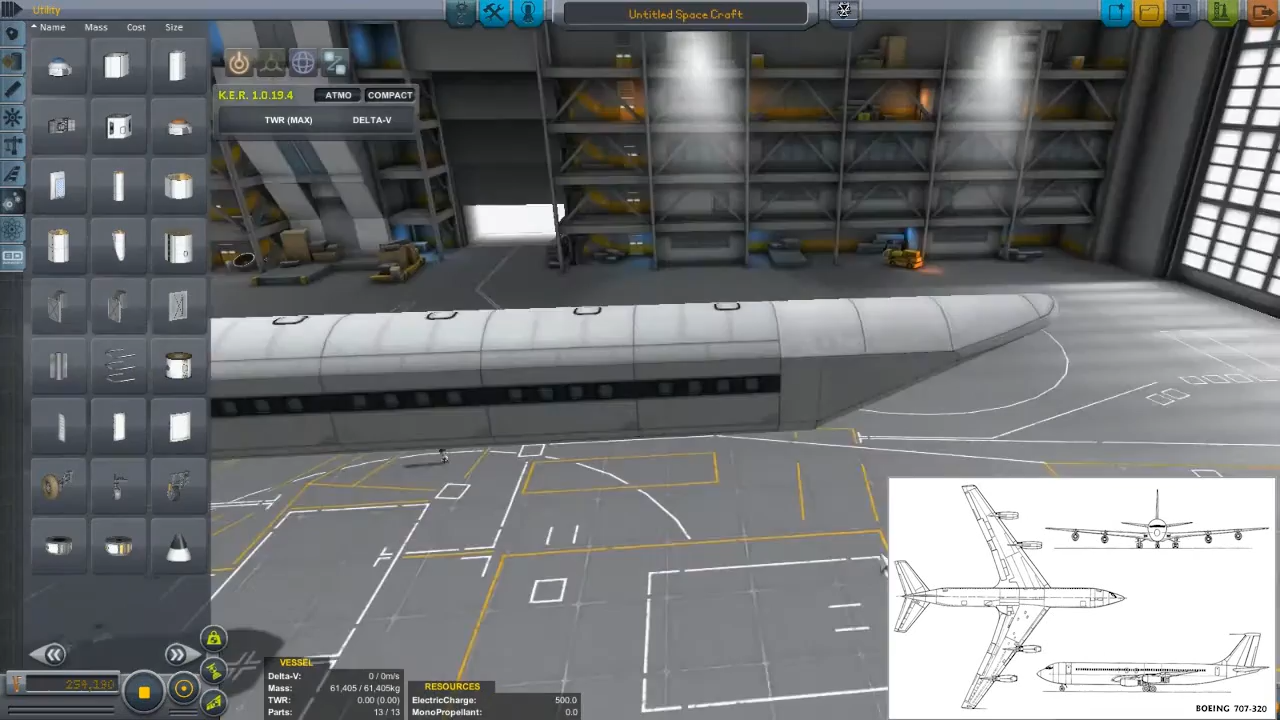 Utility
Untitled Space Craft
Name Mass Cost Size
K.E.R. 1.0.19.4 ATMO COMPACT
TWR (MAX) DELTA-V
VESSEL
Delta-V: 0 / 0m/s
Mass: 61,405 / 61,405kg
TWR: 0.00 (0.00)
Parts: 13 / 13
RESOURCES
ElectricCharge: 500.0
MonoPropellant: 0.0
BOEING 707-320